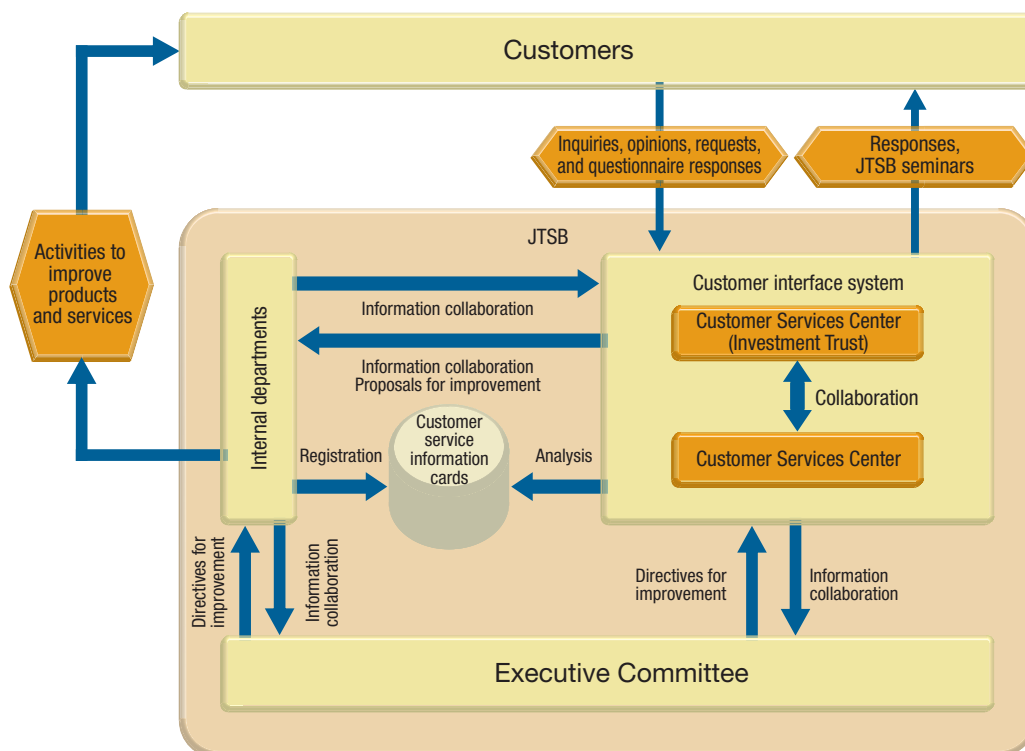 Customers
Inquiries, opinions, requests,
and questionnaire responses
Responses,
JTSB seminars
JTSB
Activities to
improve
products
and services
Internal departments
Information collaboration
Information collaboration
Proposals for improvement
Customer interface system
Customer Services Center
(Investment Trust)
Collaboration
Customer Services Center
Registration
Customer
service
information
cards
Analysis
Directives for
improvement
Information
collaboration
Directives for
improvement
Information
collaboration
Executive Committee